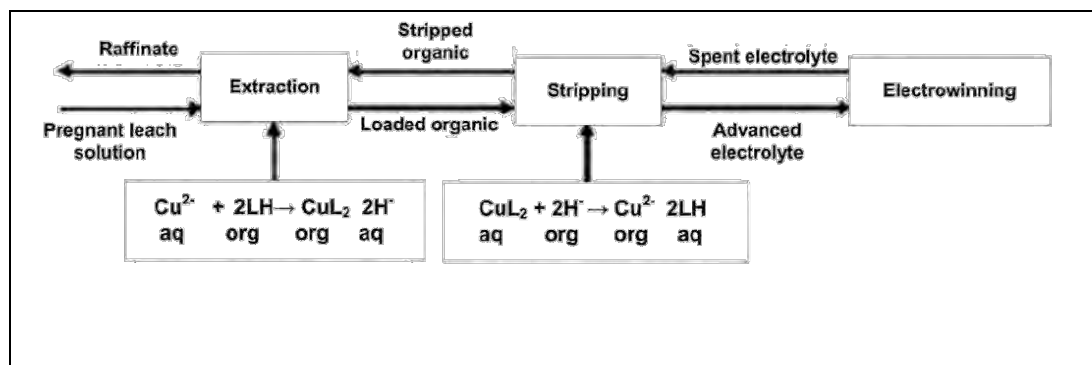 Raffinate
Stripped
organic
Spent electrolyte
Extraction
Stripping
Electrowinning
Pregnant leach
solution
Loaded organic
Advanced
electrolyte
Cu²⁻ + 2LH→ CuL₂ 2H⁻
aq org org aq
CuL₂ + 2H⁻→ Cu²⁻ 2LH
aq org org aq